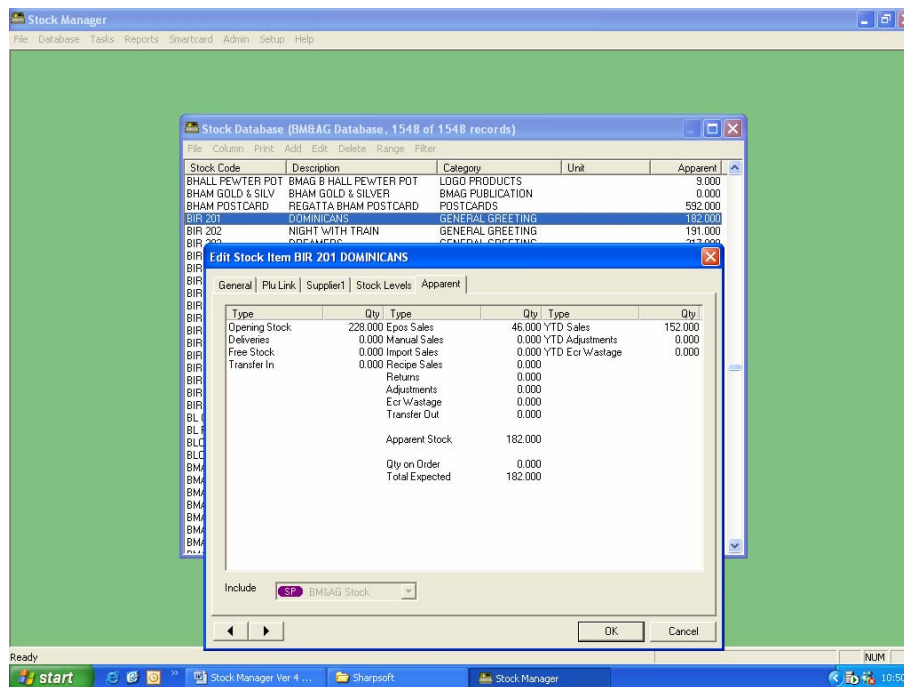 Stock Manager
File Database Tasks Reports Smartcard Admin Setup Help
Stock Database (BM&AG Database, 1548 of 1548 records)
File Column Print Add Edit Delete Range Filter
Stock Code Description Category Unit Apparent
BHALL PEWTER POT BMAG B HALL PEWTER POT LOGO PRODUCTS 9.000
BHAM GOLD & SILV BHAM GOLD & SILVER BMAG PUBLICATION 0.000
BHAM POSTCARD REGATTA BHAM POSTCARD POSTCARDS 592.000
BIR 201 DOMINICANS GENERAL GREETING 182.000
BIR 202 NIGHT WITH TRAIN GENERAL GREETING 191.000
BIR
Edit Stock Item BIR 201 DOMINICANS
BIR
BIR
General Plu Link Supplier1 Stock Levels Apparent
BIR
BIR
Type Qty Type Qty Type Qty
Opening Stock 228.000 Epos Sales 46.000 YTD Sales 152.000
Deliveries 0.000 Manual Sales 0.000 YTD Adjustments 0.000
Free Stock 0.000 Import Sales 0.000 YTD Ecr Wastage 0.000
Transfer In 0.000 Recipe Sales 0.000
Returns 0.000
Adjustments 0.000
Ecr Wastage 0.000
Transfer Out 0.000
Apparent Stock 182.000
Qty on Order 0.000
Total Expected 182.000
Include SP BM&AG Stock
OK Cancel
Ready NUM
start Stock Manager Ver 4 ... Sharpsoft Stock Manager 10:50